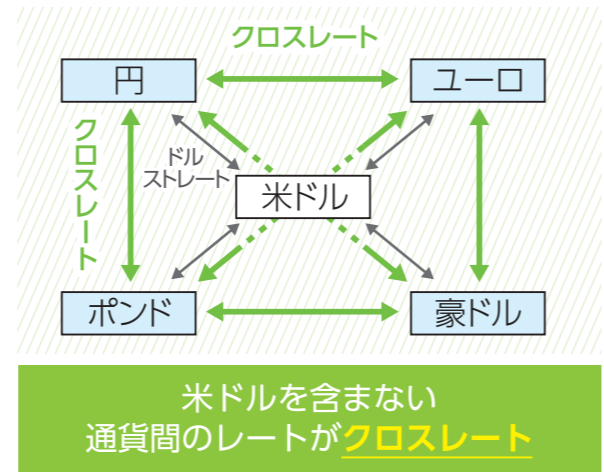 クロスレート
円
ユーロ
クロスレート
ドル
ストレート
米ドル
ポンド
豪ドル
米ドルを含まない
通貨間のレートがクロスレート